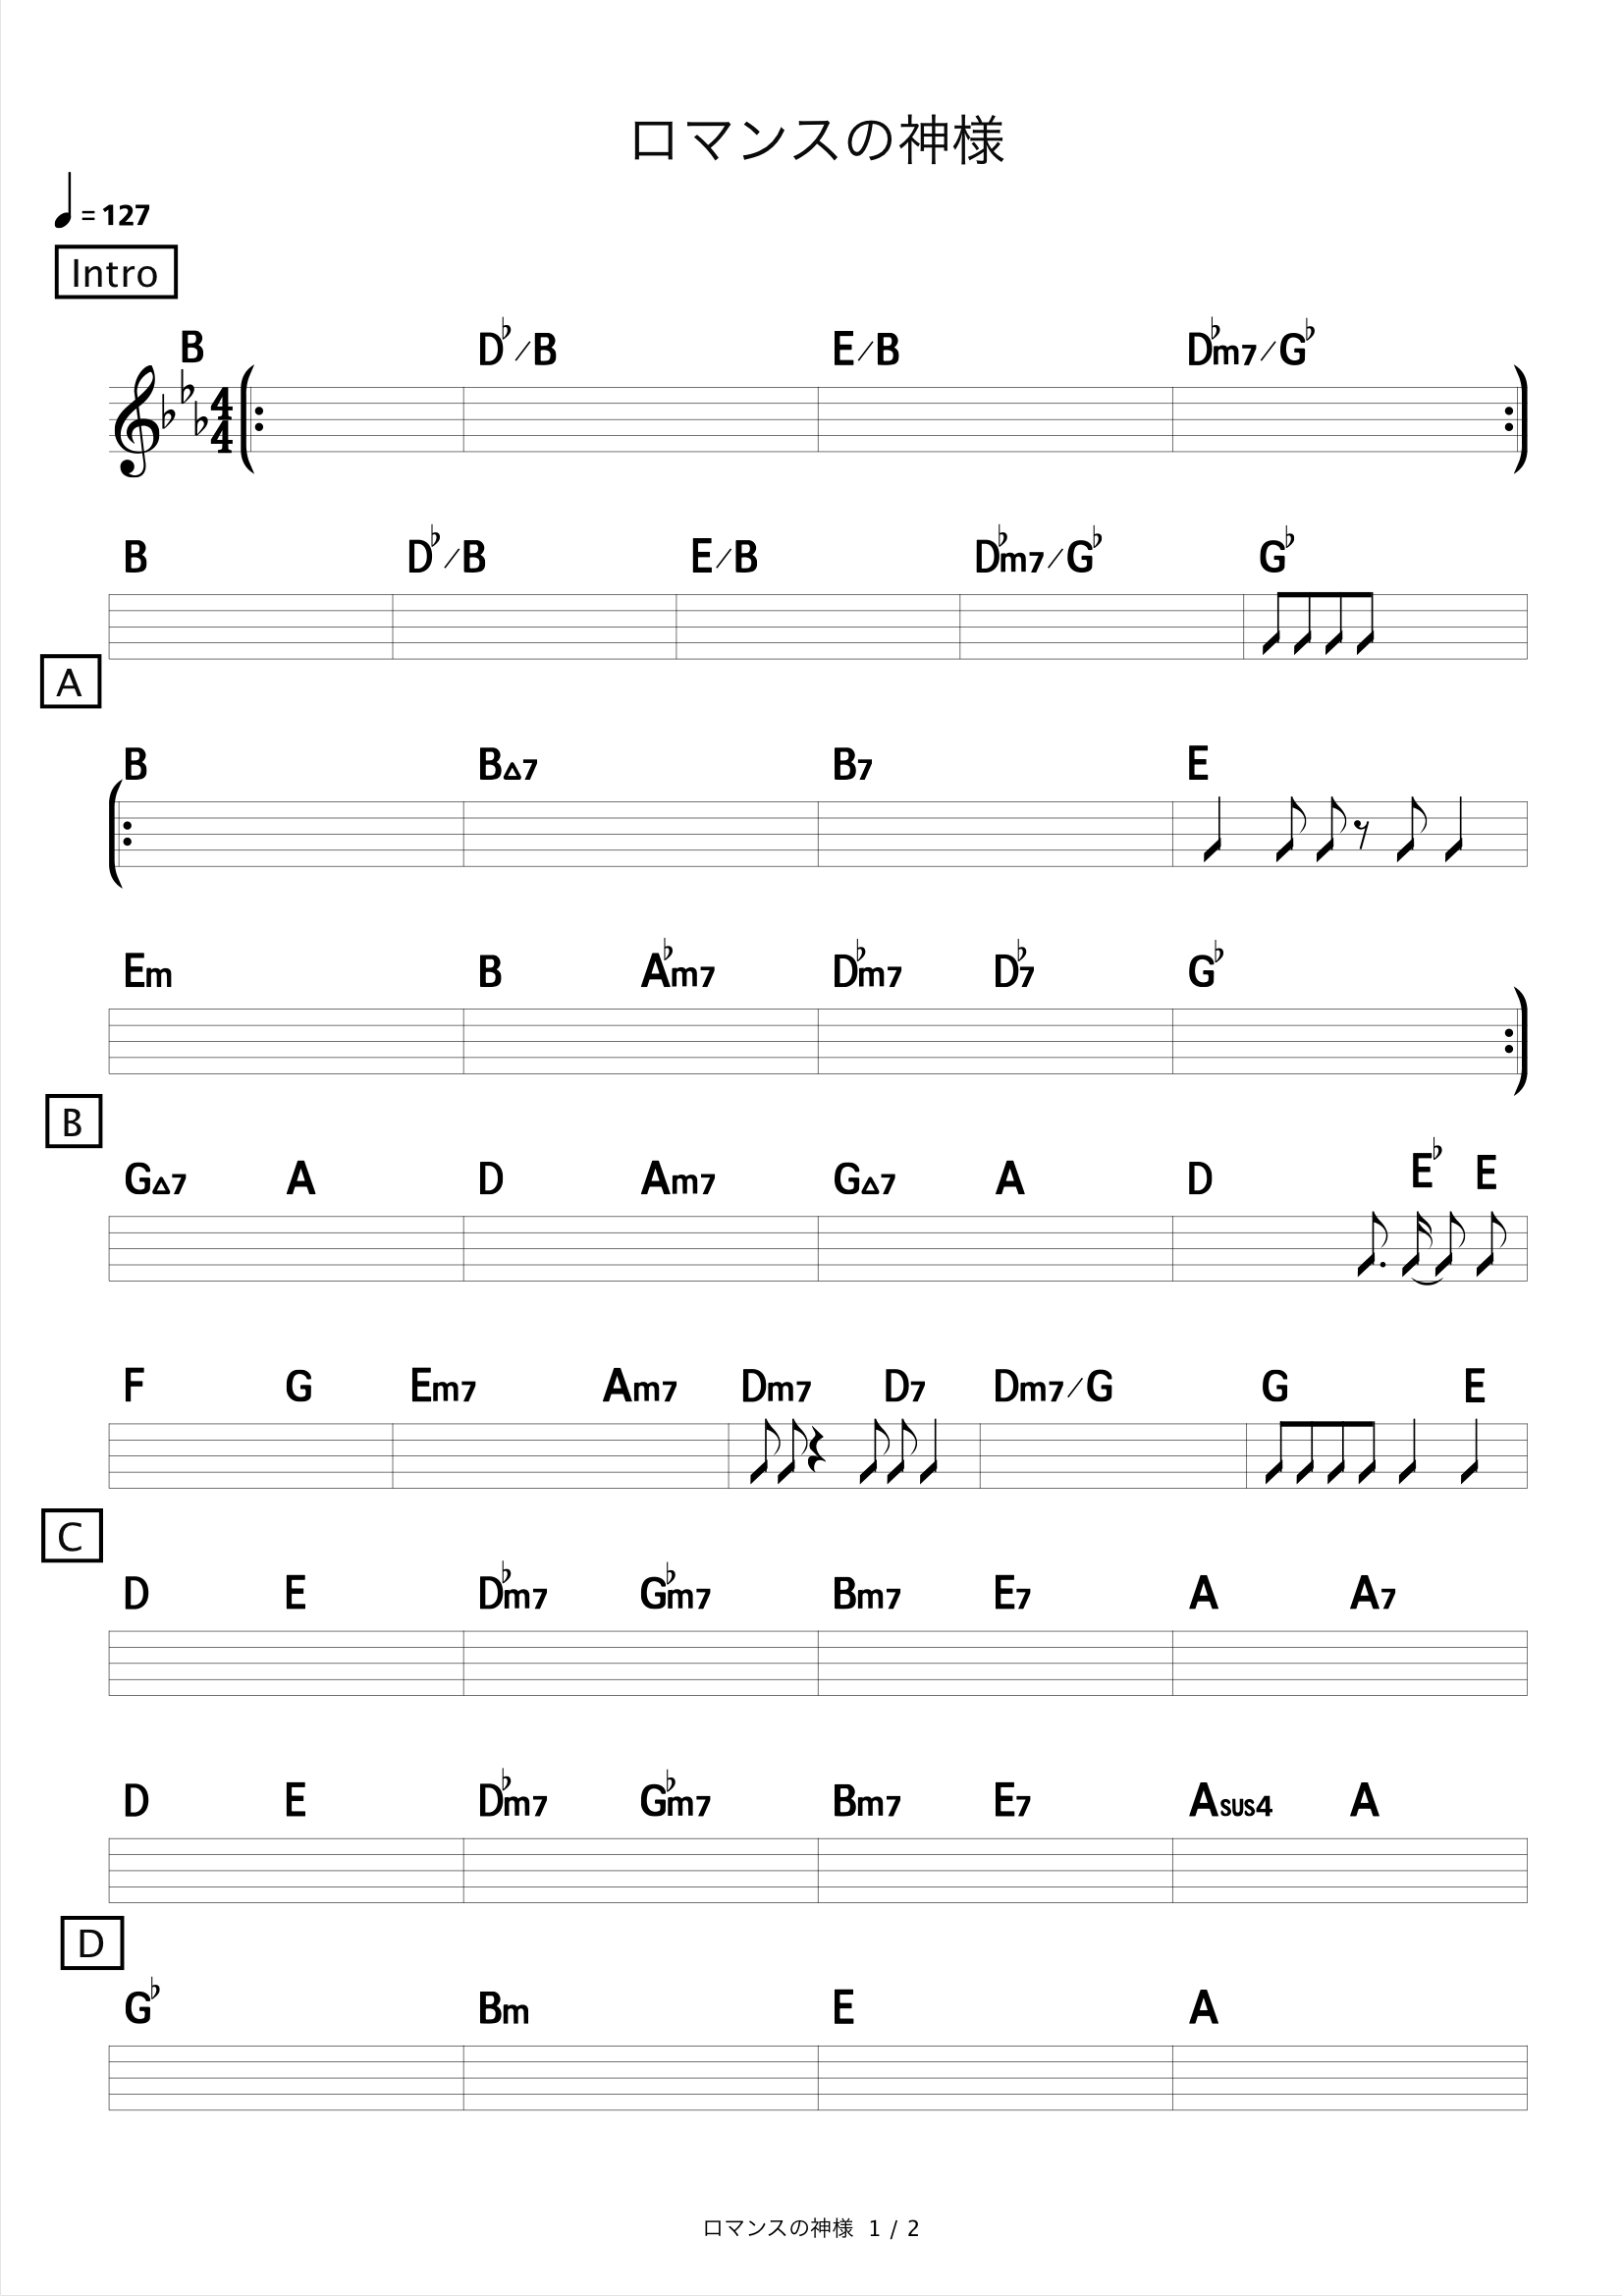 ロマンスの神様
= 127
Intro
B D♭/B E/B D♭m7/G♭
4
4
B D♭/B E/B D♭m7/G♭ G♭
A
B B△7 B7 E
Em B A♭m7 D♭m7 D♭7 G♭
B
G△7 A D Am7 G△7 A D E♭ E
F G Em7 Am7 Dm7 D7 Dm7/G G E
C
D E D♭m7 G♭m7 Bm7 E7 A A7
D E D♭m7 G♭m7 Bm7 E7 Asus4 A
D
G♭ Bm E A
ロマンスの神様 1 / 2